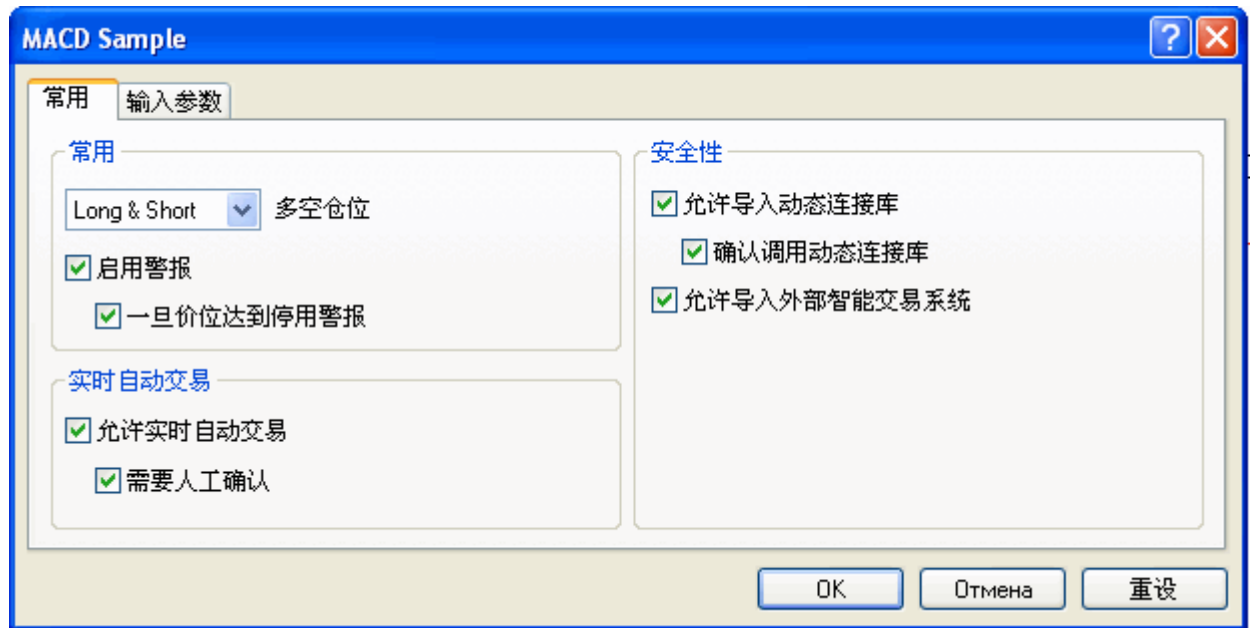 MACD Sample
常用
输入参数
常用
Long & Short
多空仓位
启用警报
一旦价位达到停用警报
实时自动交易
允许实时自动交易
需要人工确认
安全性
允许导入动态连接库
确认调用动态连接库
允许导入外部智能交易系统
OK
Отмена
重设